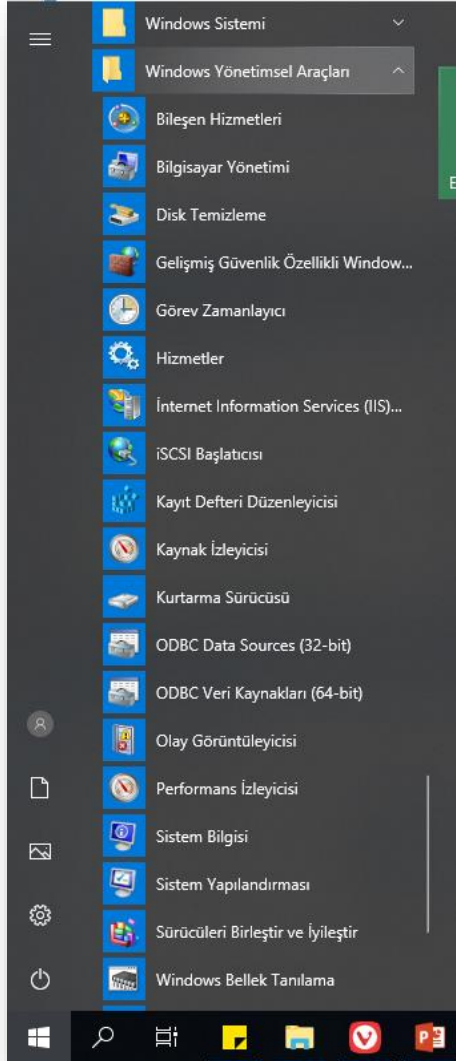 Windows Sistemi
Windows Yönetimsel Araçları
E
Bileşen Hizmetleri
Bilgisayar Yönetimi
Disk Temizleme
Gelişmiş Güvenlik Özellikli Window...
Görev Zamanlayıcı
Hizmetler
İnternet Information Services (IIS)...
iSCSI Başlatıcısı
Kayıt Defteri Düzenleyicisi
Kaynak İzleyicisi
Kurtarma Sürücüsü
ODBC Data Sources (32-bit)
ODBC Veri Kaynakları (64-bit)
Olay Görüntüleyicisi
Performans İzleyicisi
Sistem Bilgisi
Sistem Yapılandırması
Sürücüleri Birleştir ve İyileştir
Windows Bellek Tanılama